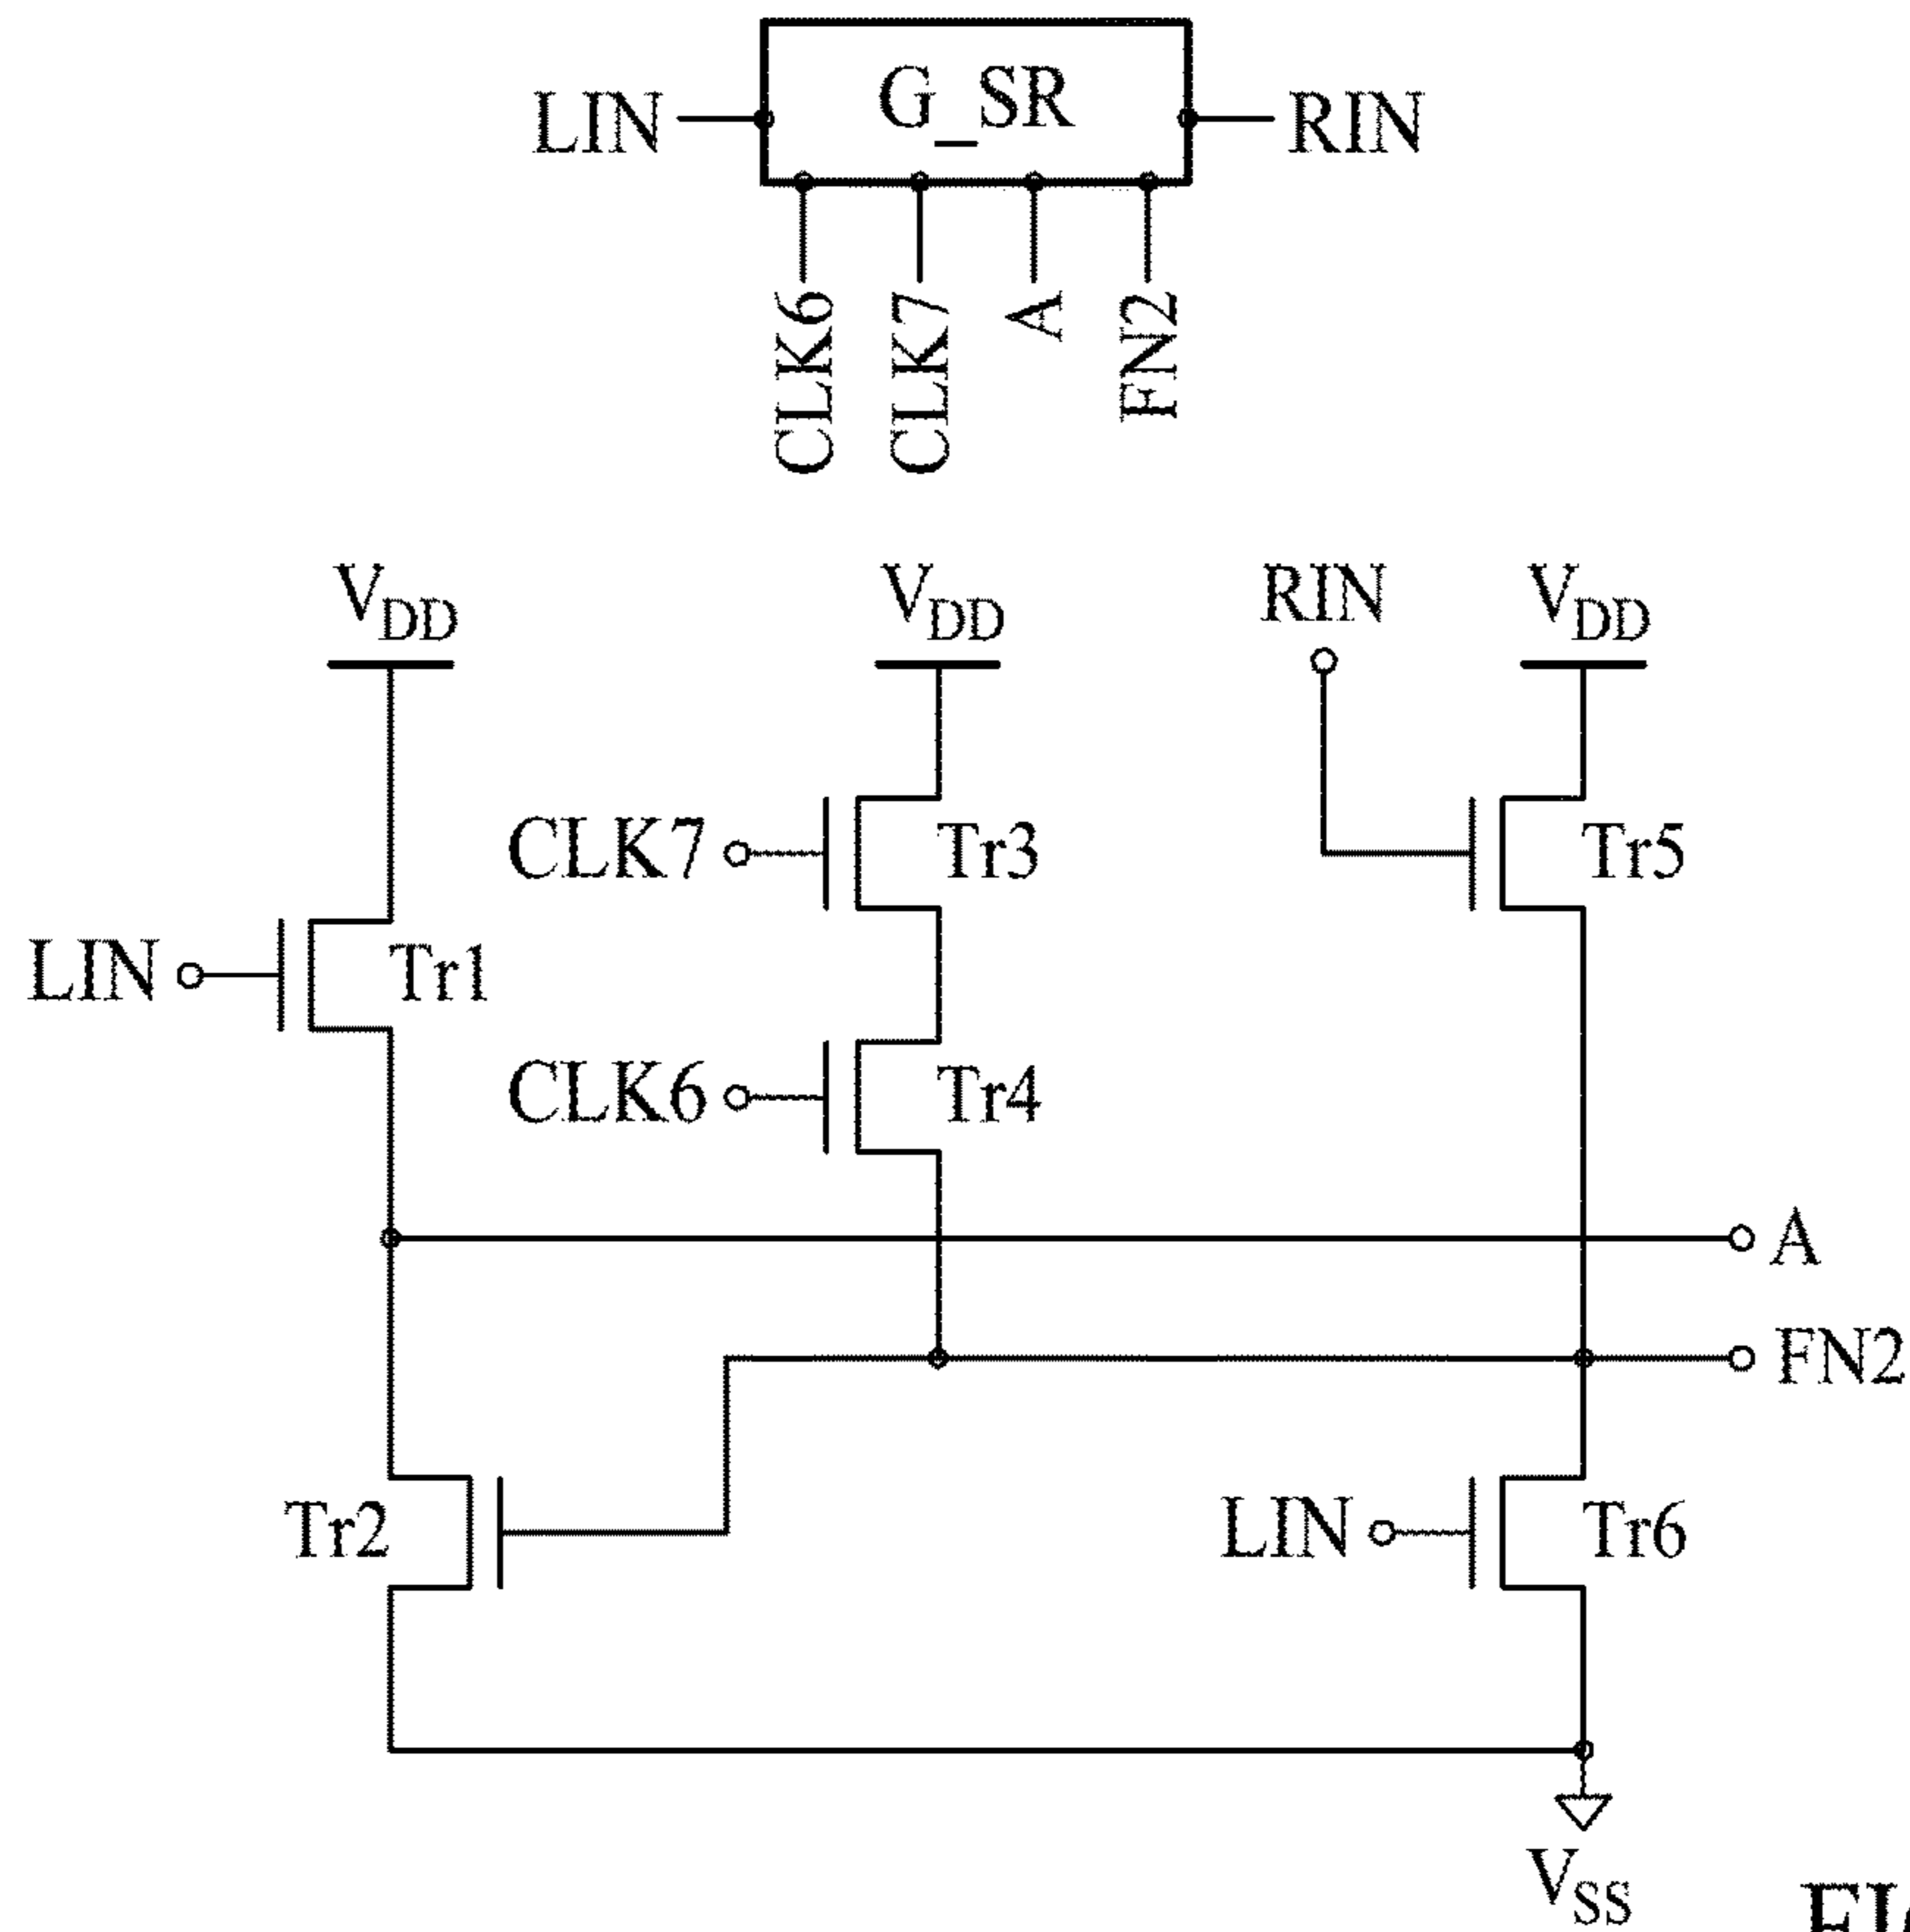 G_SR
LIN
RIN
CLK6
CLK7
A
FN2
VDD
VDD
RIN
VDD
CLK7
Tr3
Tr5
LIN
Tr1
CLK6
Tr4
A
FN2
Tr2
LIN
Tr6
VSS